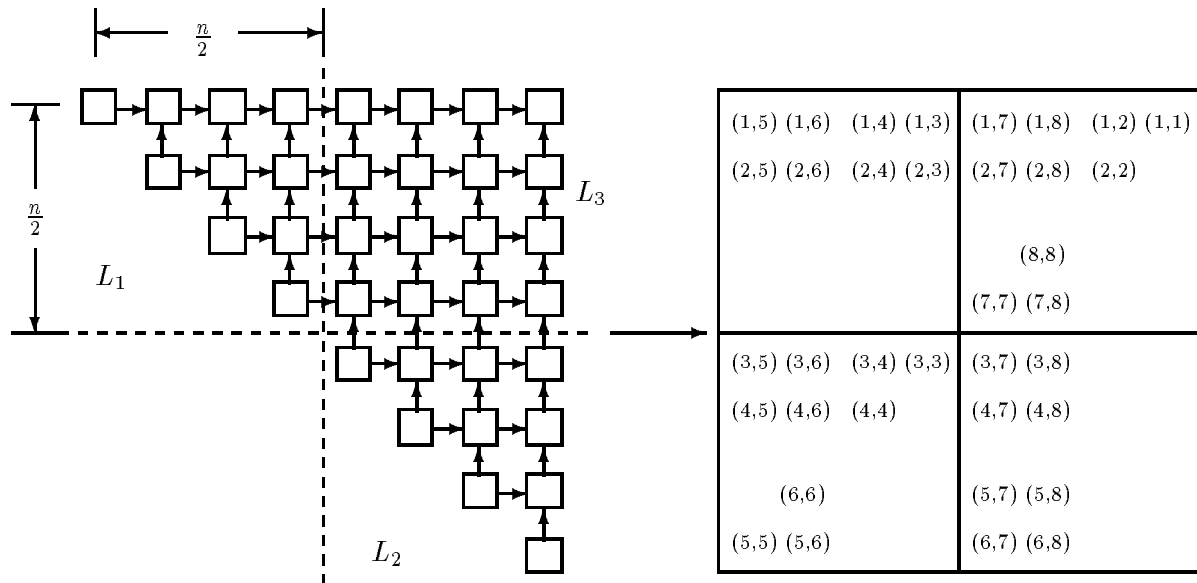 n/2
n/2
L₁
L₂
L₃
(1,5) (1,6) (1,4) (1,3) (1,7) (1,8) (1,2) (1,1)
(2,5) (2,6) (2,4) (2,3) (2,7) (2,8) (2,2)
(8,8)
(7,7) (7,8)
(3,5) (3,6) (3,4) (3,3) (3,7) (3,8)
(4,5) (4,6) (4,4) (4,7) (4,8)
(6,6) (5,7) (5,8)
(5,5) (5,6) (6,7) (6,8)